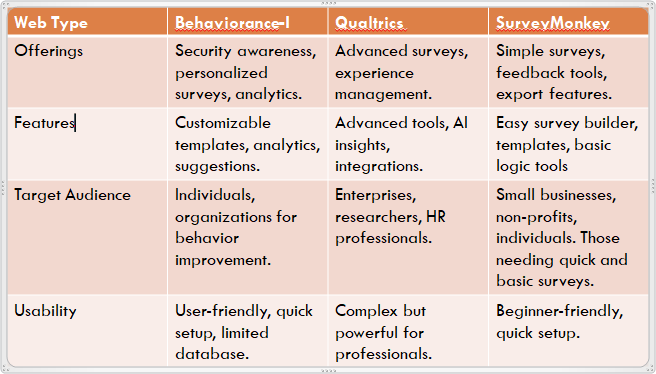 Web Type
Behaviorance-I
Qualtrics
SurveyMonkey
Offerings
Security awareness,
personalized
surveys, analytics.
Advanced surveys,
experience
management.
Simple surveys,
feedback tools,
export features.
Features
Customizable
templates, analytics,
suggestions.
Advanced tools, AI
insights,
integrations.
Easy survey builder,
templates, basic
logic tools
Target Audience
Individuals,
organizations for
behavior
improvement.
Enterprises,
researchers, HR
professionals.
Small businesses,
non-profits,
individuals. Those
needing quick and
basic surveys.
Usability
User-friendly, quick
setup, limited
database.
Complex but
powerful for
professionals.
Beginner-friendly,
quick setup.